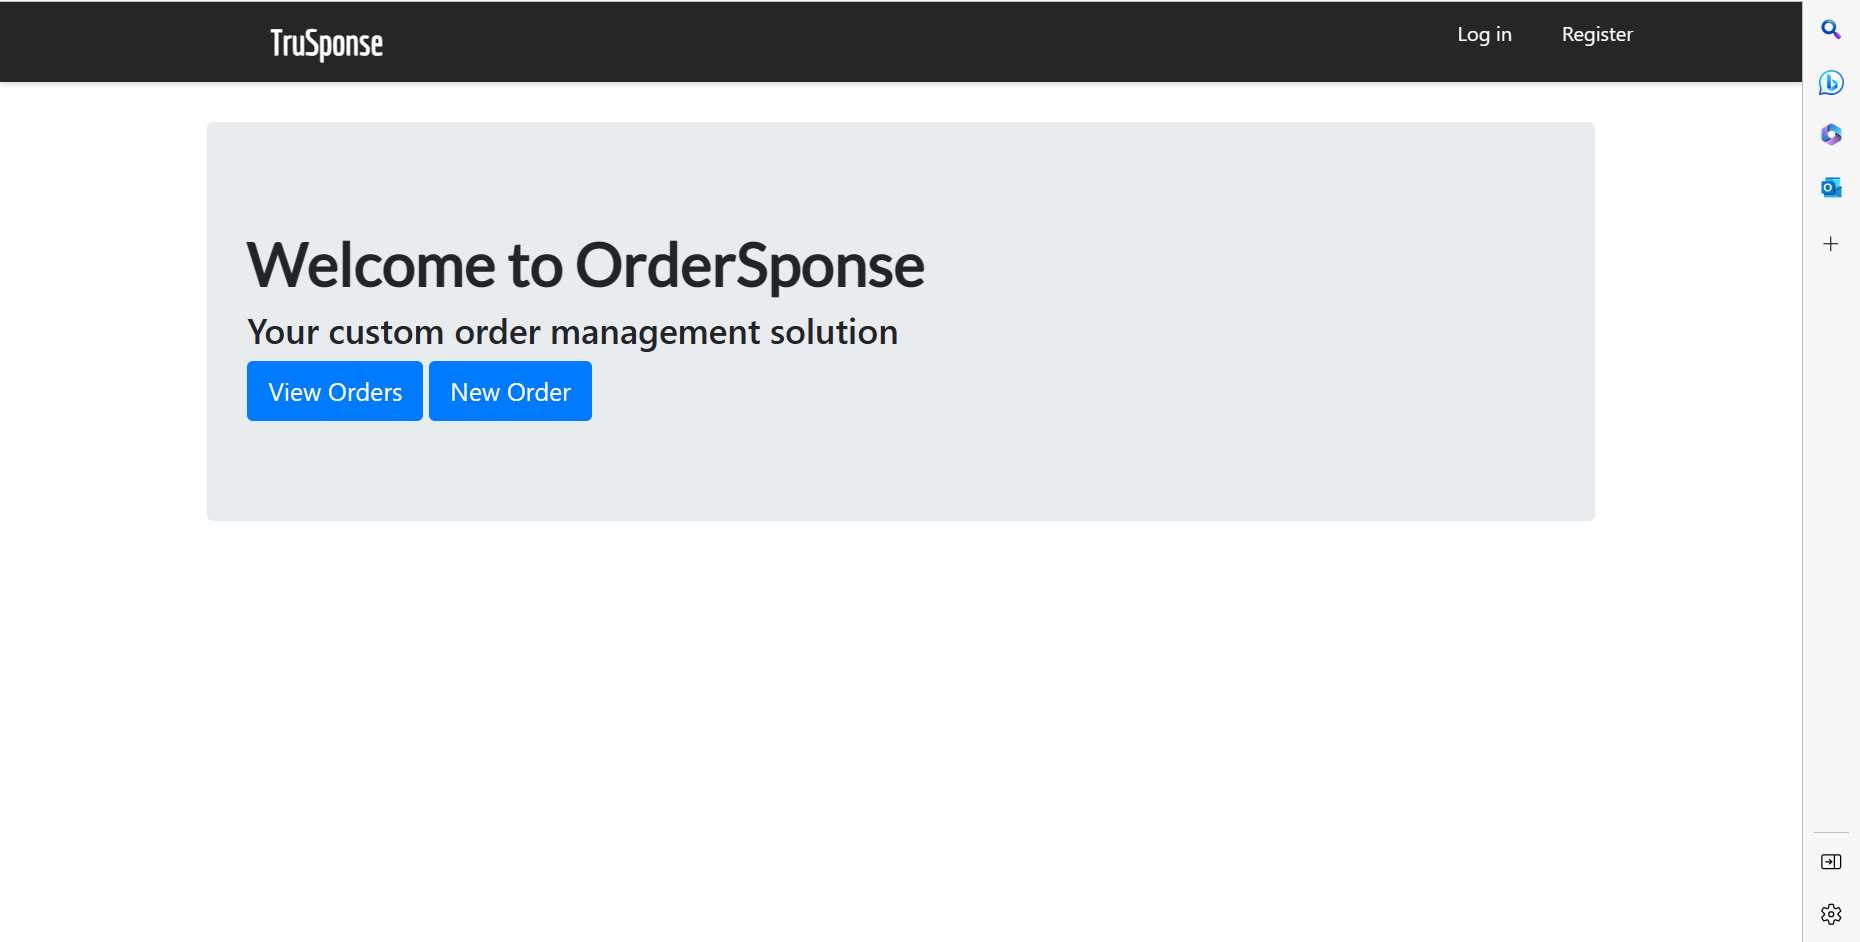 TruSponse
Log in Register
Welcome to OrderSponse
Your custom order management solution
View Orders New Order